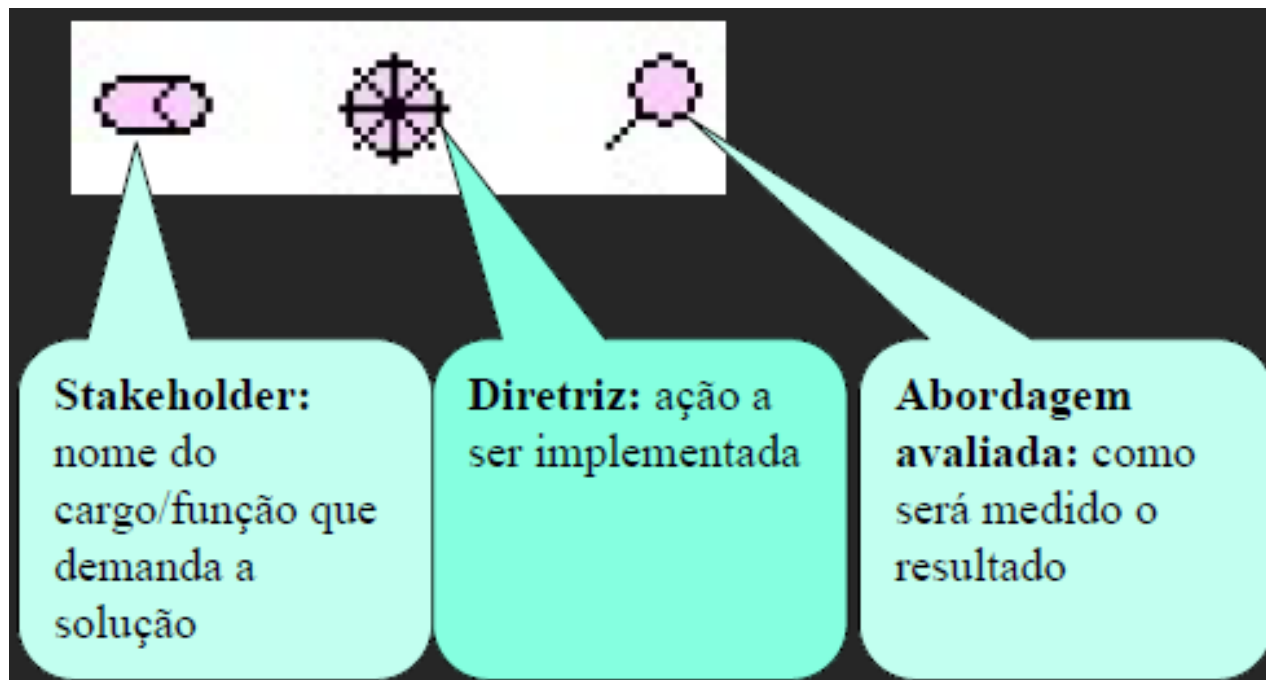 Stakeholder:
nome do
cargo/função que
demanda a
solução
Diretriz: ação a
ser implementada
Abordagem
avaliada: como
será medido o
resultado